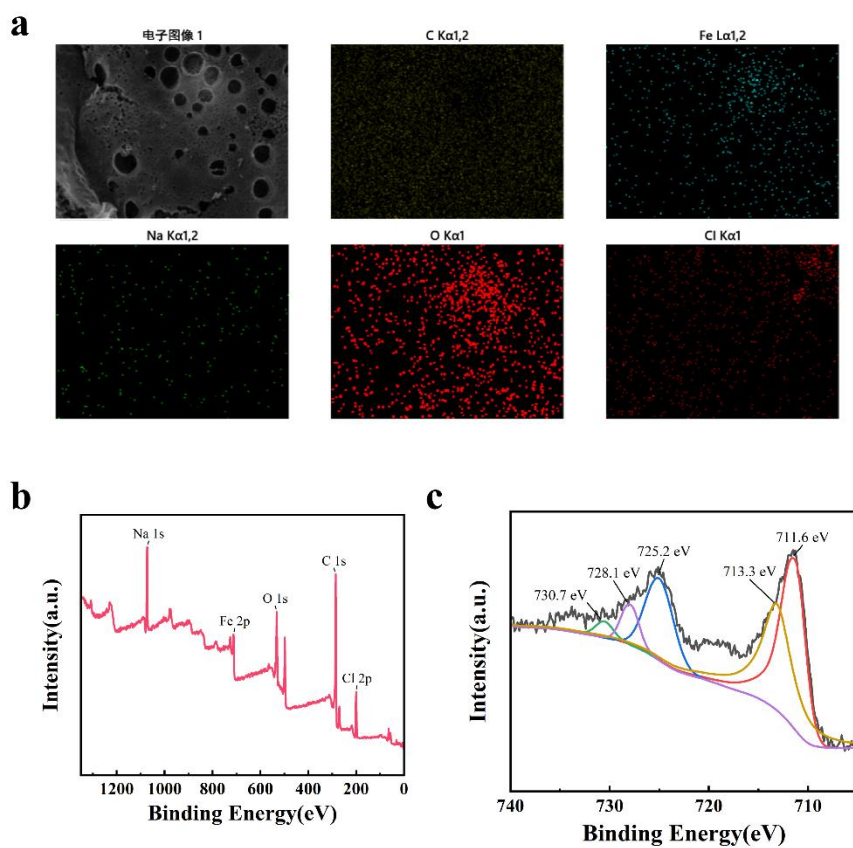 a
电子图像 1
C Kα1,2
Fe Lα1,2
Na Kα1,2
O Kα1
Cl Kα1
b
Na 1s
Fe 2p
O 1s
C 1s
Cl 2p
Intensity(a.u.)
1200 1000 800 600 400 200 0
Binding Energy(eV)
c
730.7 eV
728.1 eV
725.2 eV
713.3 eV
711.6 eV
Intensity(a.u.)
740 730 720 710
Binding Energy(eV)